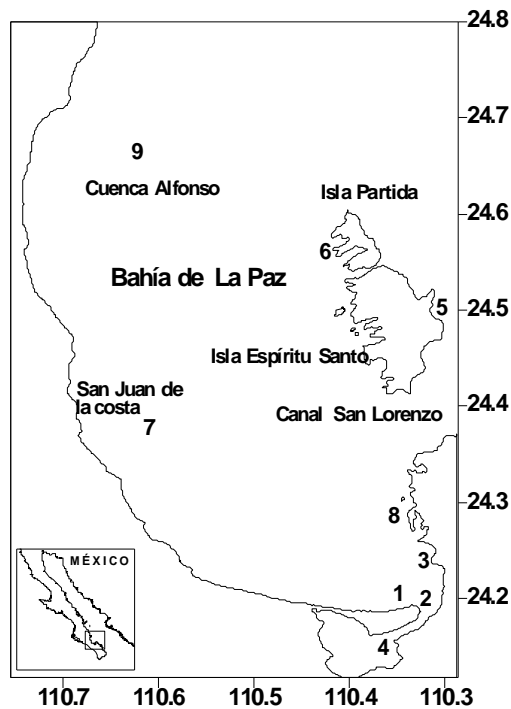 24.8
24.7
9
Cuenca Alfonso
Isla Partida
24.6
6
Bahía de La Paz
5
24.5
Isla Espíritu Santo
San Juan de
la costa
24.4
7
Canal San Lorenzo
24.3
8
3
MÉXICO
1
2
24.2
4
110.7
110.6
110.5
110.4
110.3